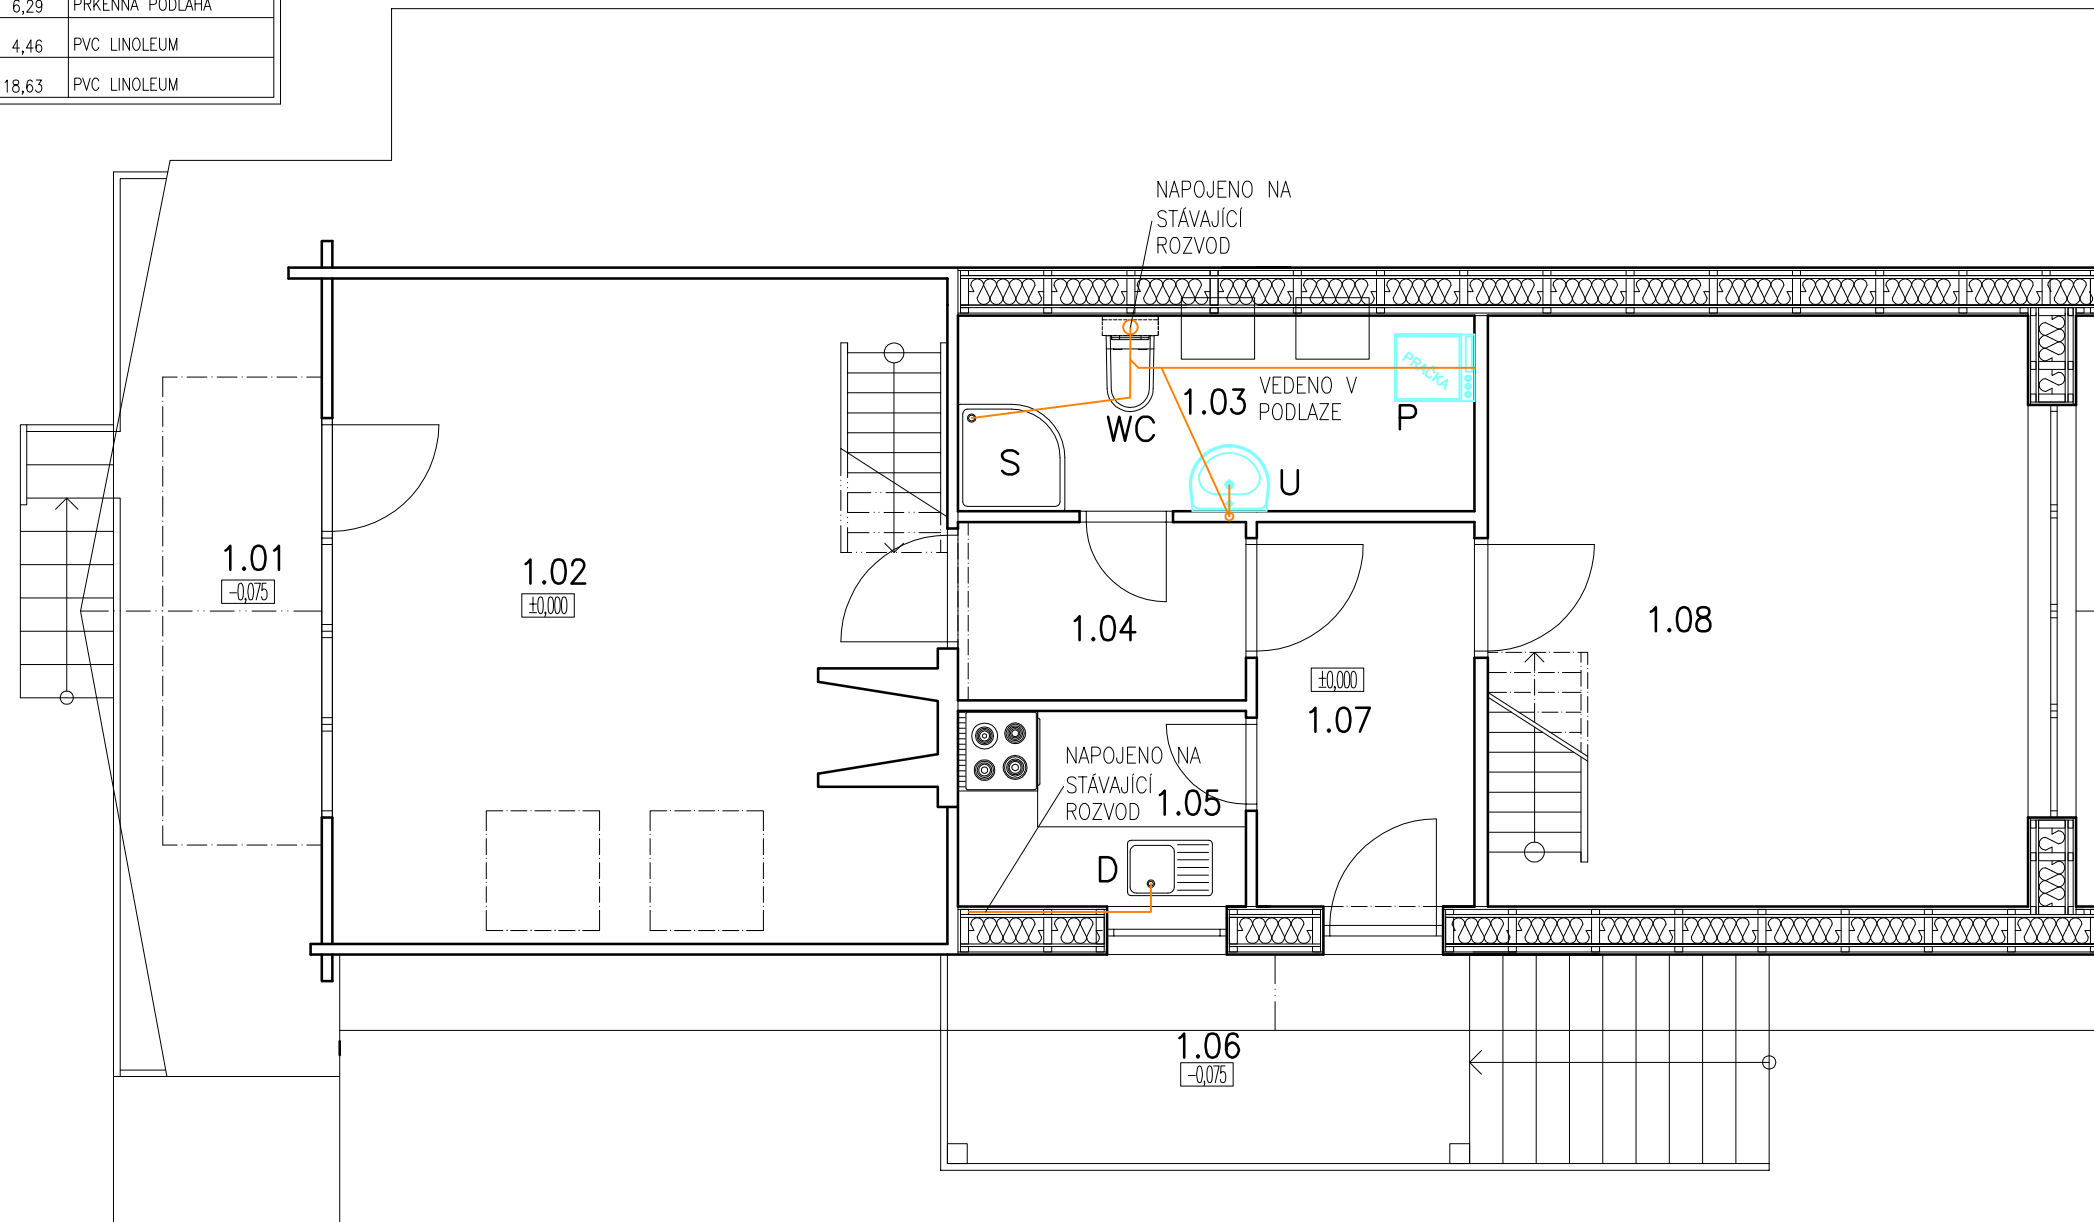 6,29 PRKENNÁ PODLAHA
4,46 PVC LINOLEUM
18,63 PVC LINOLEUM
NAPOJENO NA
STÁVAJÍCÍ
ROZVOD
PRAČKA
1.03
VEDENO V
PODLAZE
P
WC
S
U
1.01
-0,075
1.02
±0,000
1.04
1.08
±0,000
1.07
NAPOJENO NA
STÁVAJÍCÍ
ROZVOD
1.05
D
1.06
-0,075